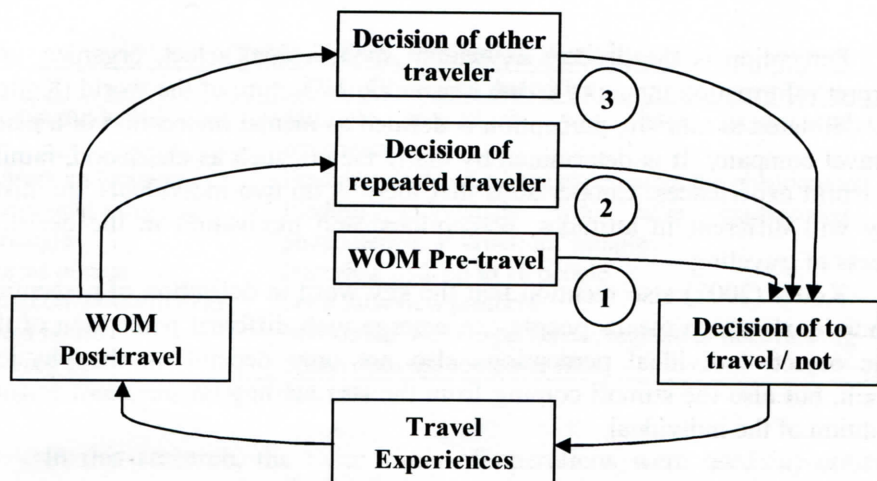 Decision of other
traveler
3
Decision of
repeated traveler
2
WOM Pre-travel
1
WOM
Post-travel
Decision of to
travel / not
Travel
Experiences